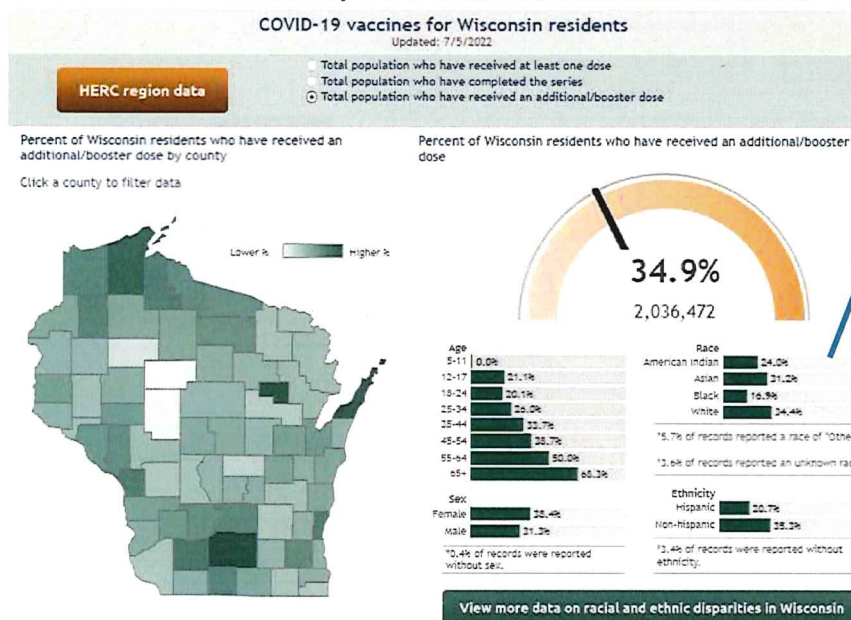 COVID-19 vaccines for Wisconsin residents
Updated: 7/5/2022
HERC region data
Total population who have received at least one dose
Total population who have completed the series
Total population who have received an additional/booster dose
Percent of Wisconsin residents who have received an
additional/booster dose by county
Click a county to filter data
Lower % Higher %
Percent of Wisconsin residents who have received an additional/booster
dose
34.9%
2,036,472
Age
5-11 0.0%
12-17 21.1%
18-24 20.1%
25-34 26.0%
35-44 33.7%
45-54 38.7%
55-64 50.0%
65+ 68.3%
Sex
Female 38.4%
Male 31.3%
*0.4% of records were reported
without sex.
Race
American Indian 24.0%
Asian 31.2%
Black 16.9%
White 34.4%
*5.7% of records reported a race of "Othe
*3.6% of records reported an unknown rac
Ethnicity
Hispanic 20.7%
Non-hispanic 35.3%
*3.4% of records were reported without
ethnicity.
View more data on racial and ethnic disparities in Wisconsin